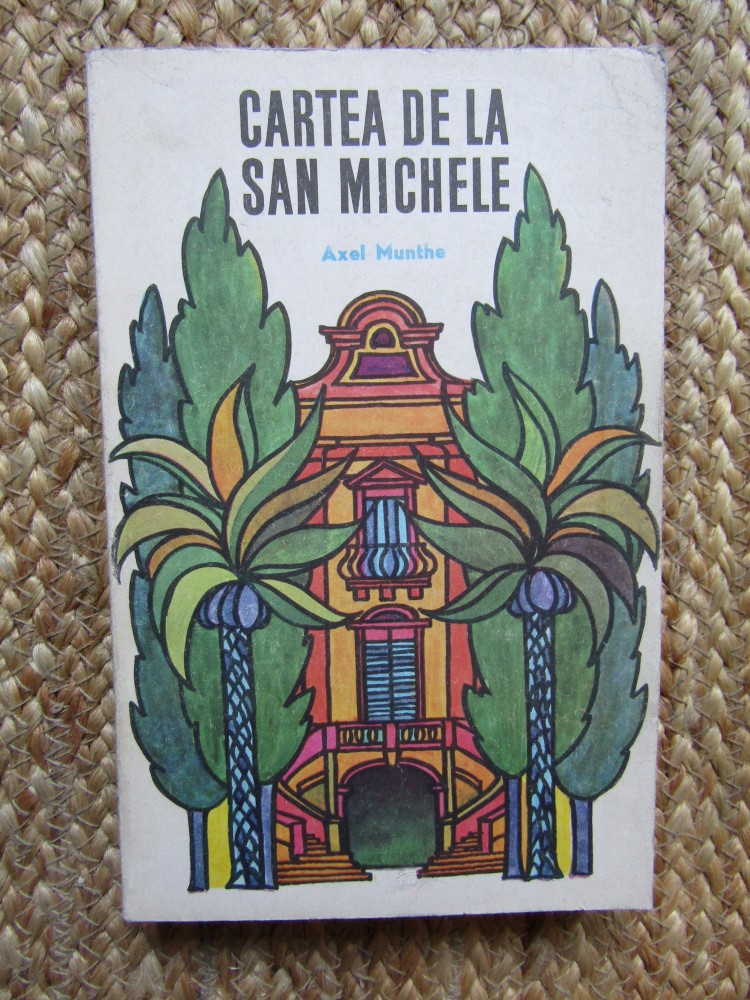 CARTEA DE LA
SAN MICHELE
Axel Munthe